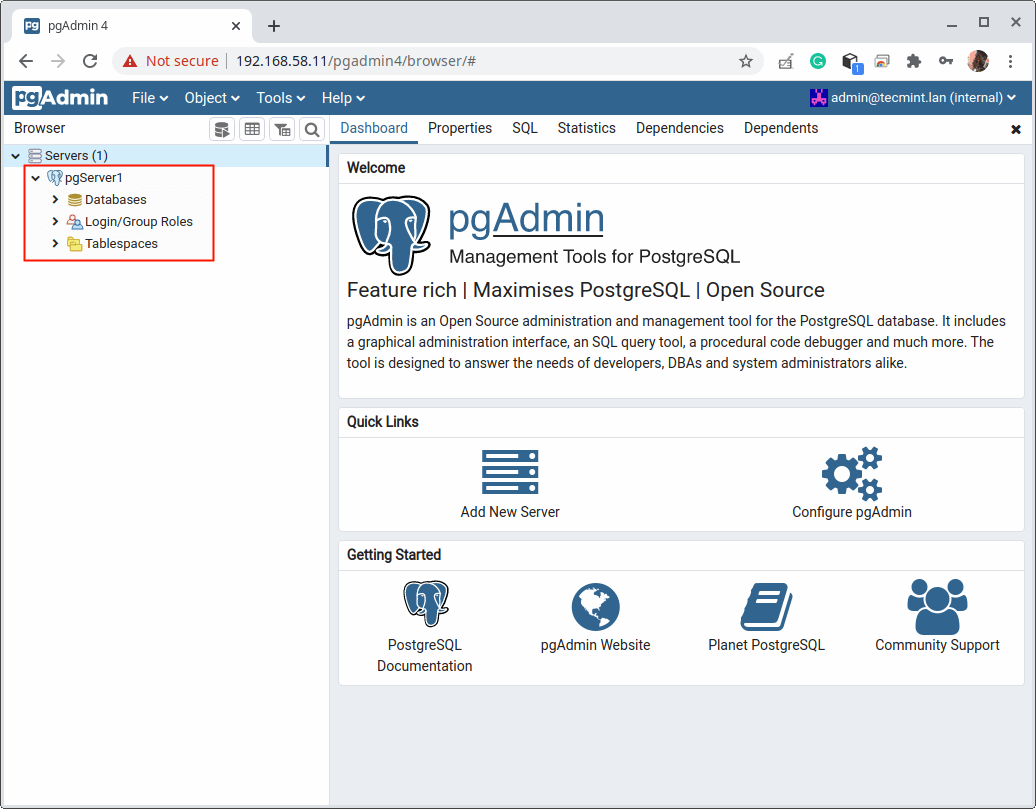 pgAdmin 4
Not secure 192.168.58.11/pgadmin4/browser/#
1
pgAdmin File Object Tools Help admin@tecmint.lan (internal)
Browser
Dashboard Properties SQL Statistics Dependencies Dependents
Servers (1)
pgServer1
Databases
Login/Group Roles
Tablespaces
Welcome
pgAdmin
Management Tools for PostgreSQL
Feature rich | Maximises PostgreSQL | Open Source
pgAdmin is an Open Source administration and management tool for the PostgreSQL database. It includes
a graphical administration interface, an SQL query tool, a procedural code debugger and much more. The
tool is designed to answer the needs of developers, DBAs and system administrators alike.
Quick Links
Add New Server
Configure pgAdmin
Getting Started
PostgreSQL
Documentation
pgAdmin Website
Planet PostgreSQL
Community Support